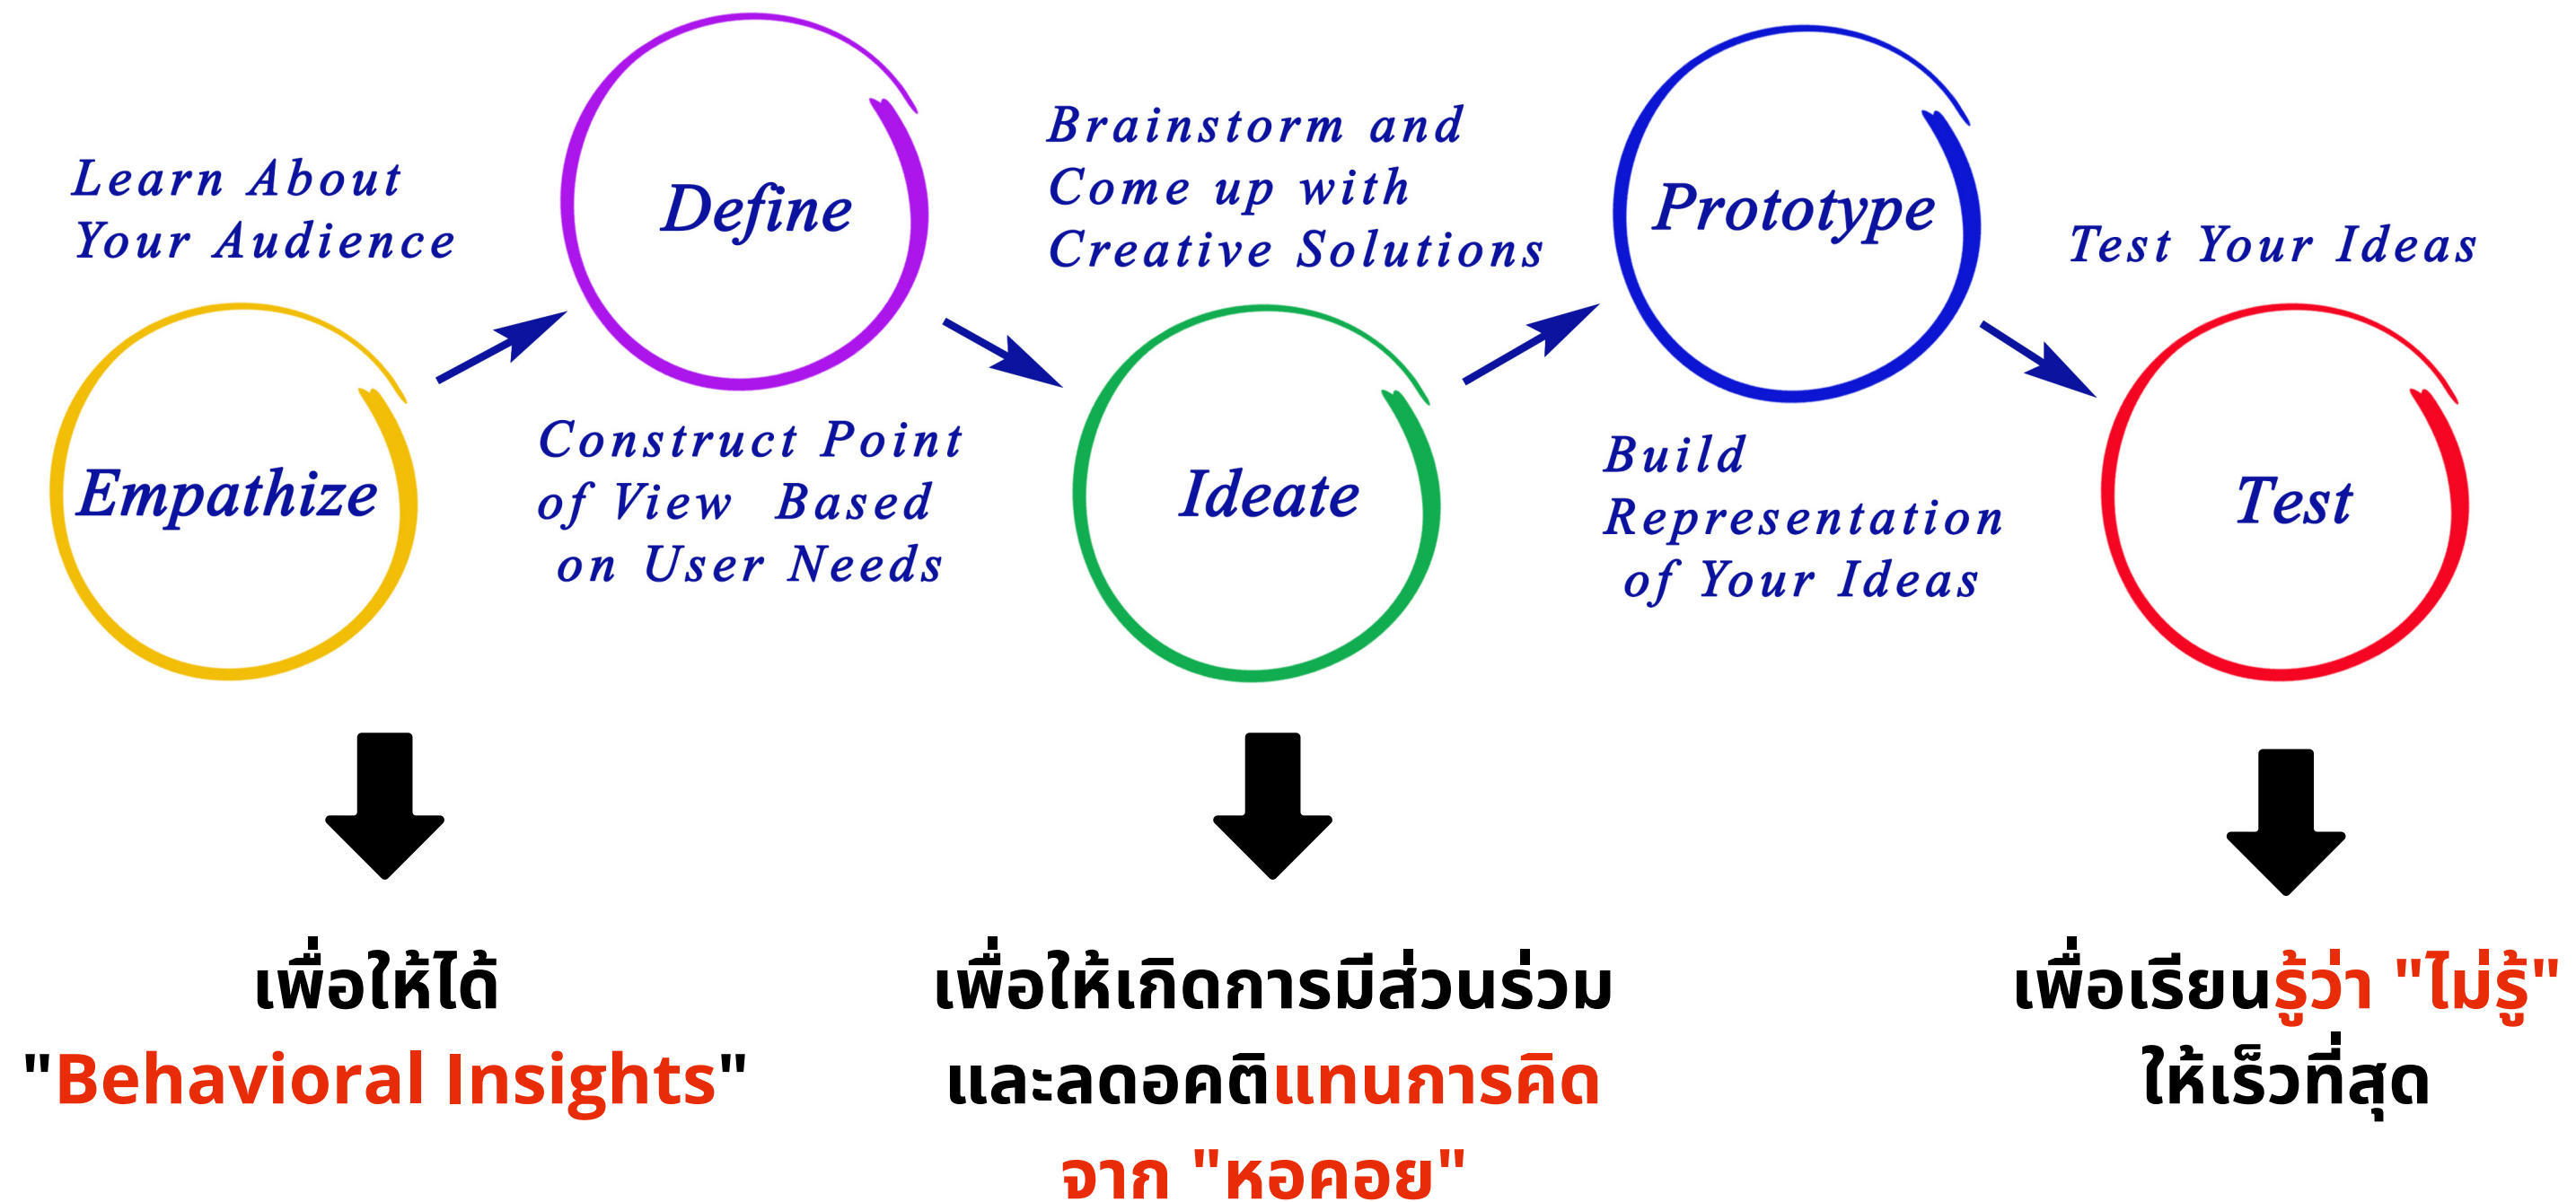 Learn About
Your Audience
Empathize
Define
Construct Point
of View Based
on User Needs
Brainstorm and
Come up with
Creative Solutions
Ideate
Prototype
Build
Representation
of Your Ideas
Test Your Ideas
Test
เพื่อให้ได้
"Behavioral Insights"
เพื่อให้เกิดการมีส่วนร่วม
และลดอคติแทนการคิด
จาก "หอคอย"
เพื่อเรียนรู้ว่า "ไม่รู้"
ให้เร็วที่สุด